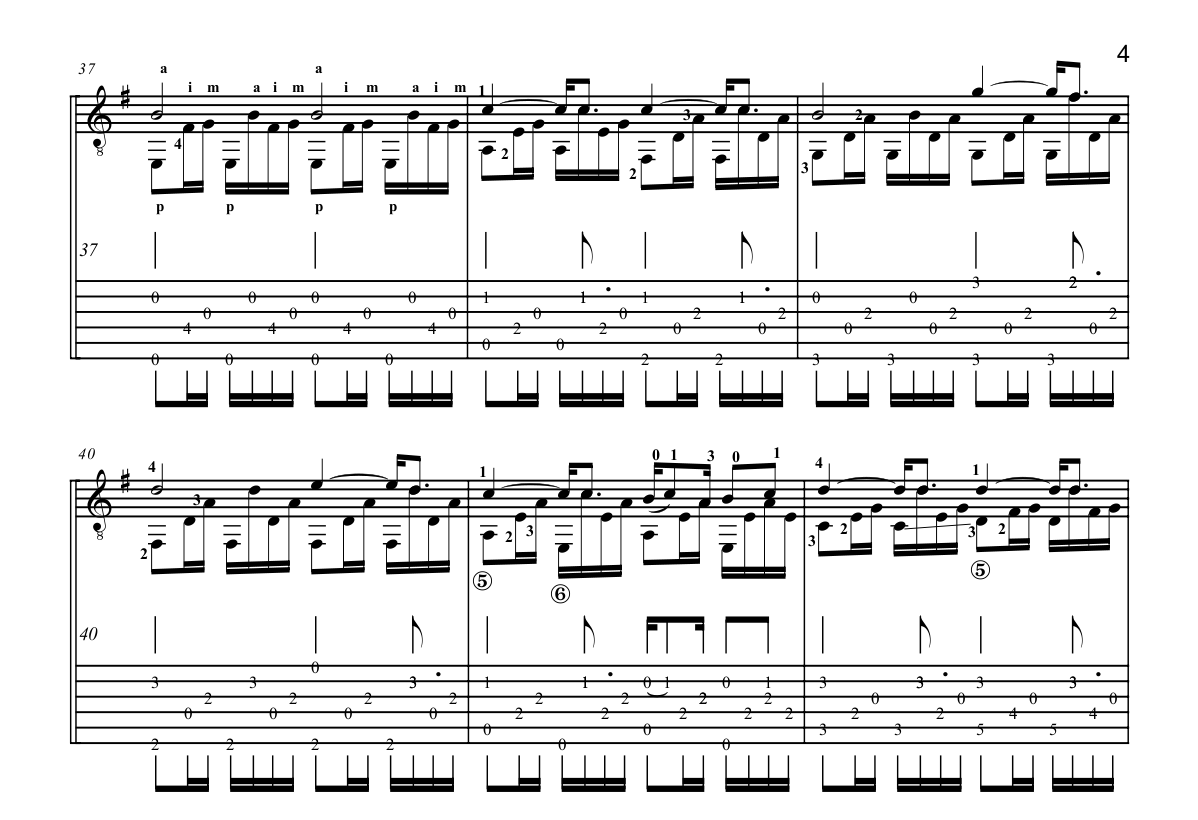 4
37
a a
i m a i m i m a i m 1 3 2
4 2 2 3
p p p p
37
3 2
0 0 0 0 1 1 1 1 0 0
0 0 0 0 0 0 2 2 2 2 2 2
4 4 4 4 2 2 0 0 0 0 0 0
0 0
0 0 0 0 2 2 3 3 3 3
40
4 3 1 0 1 3 0 1 4 1
2 2 3 3 2 3 2
5 6 5
40
0
3 3 3 1 1 0 1 0 1 3 3 3 3
2 2 2 2 2 2 2 2 0 0 0 0
0 0 0 0 2 2 2 2 2 2 2 4 4
0 0 3 3 5 5
2 2 2 2 0 0